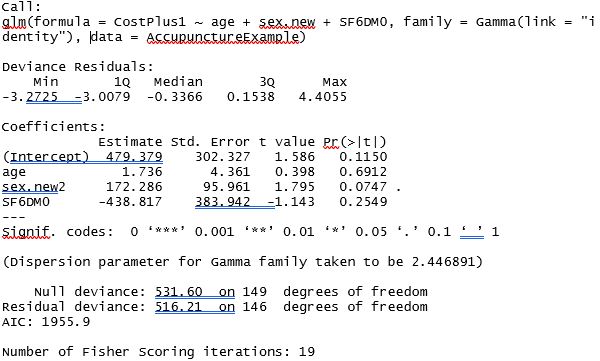 Call:
glm(formula = CostPlus1 ~ age + sex.new + SF6DM0, family = Gamma(link = "i
dentity"), data = AccupunctureExample)
Deviance Residuals:
Min 1Q Median 3Q Max
-3.2725 -3.0079 -0.3366 0.1538 4.4055
Coefficients:
Estimate Std. Error t value Pr(>|t|)
(Intercept) 479.379 302.327 1.586 0.1150
age 1.736 4.361 0.398 0.6912
sex.new2 172.286 95.961 1.795 0.0747 .
SF6DM0 -438.817 383.942 -1.143 0.2549
---
Signif. codes: 0 ‘***’ 0.001 ‘**’ 0.01 ‘*’ 0.05 ‘.’ 0.1 ‘ ’ 1
(Dispersion parameter for Gamma family taken to be 2.446891)
Null deviance: 531.60 on 149 degrees of freedom
Residual deviance: 516.21 on 146 degrees of freedom
AIC: 1955.9
Number of Fisher Scoring iterations: 19